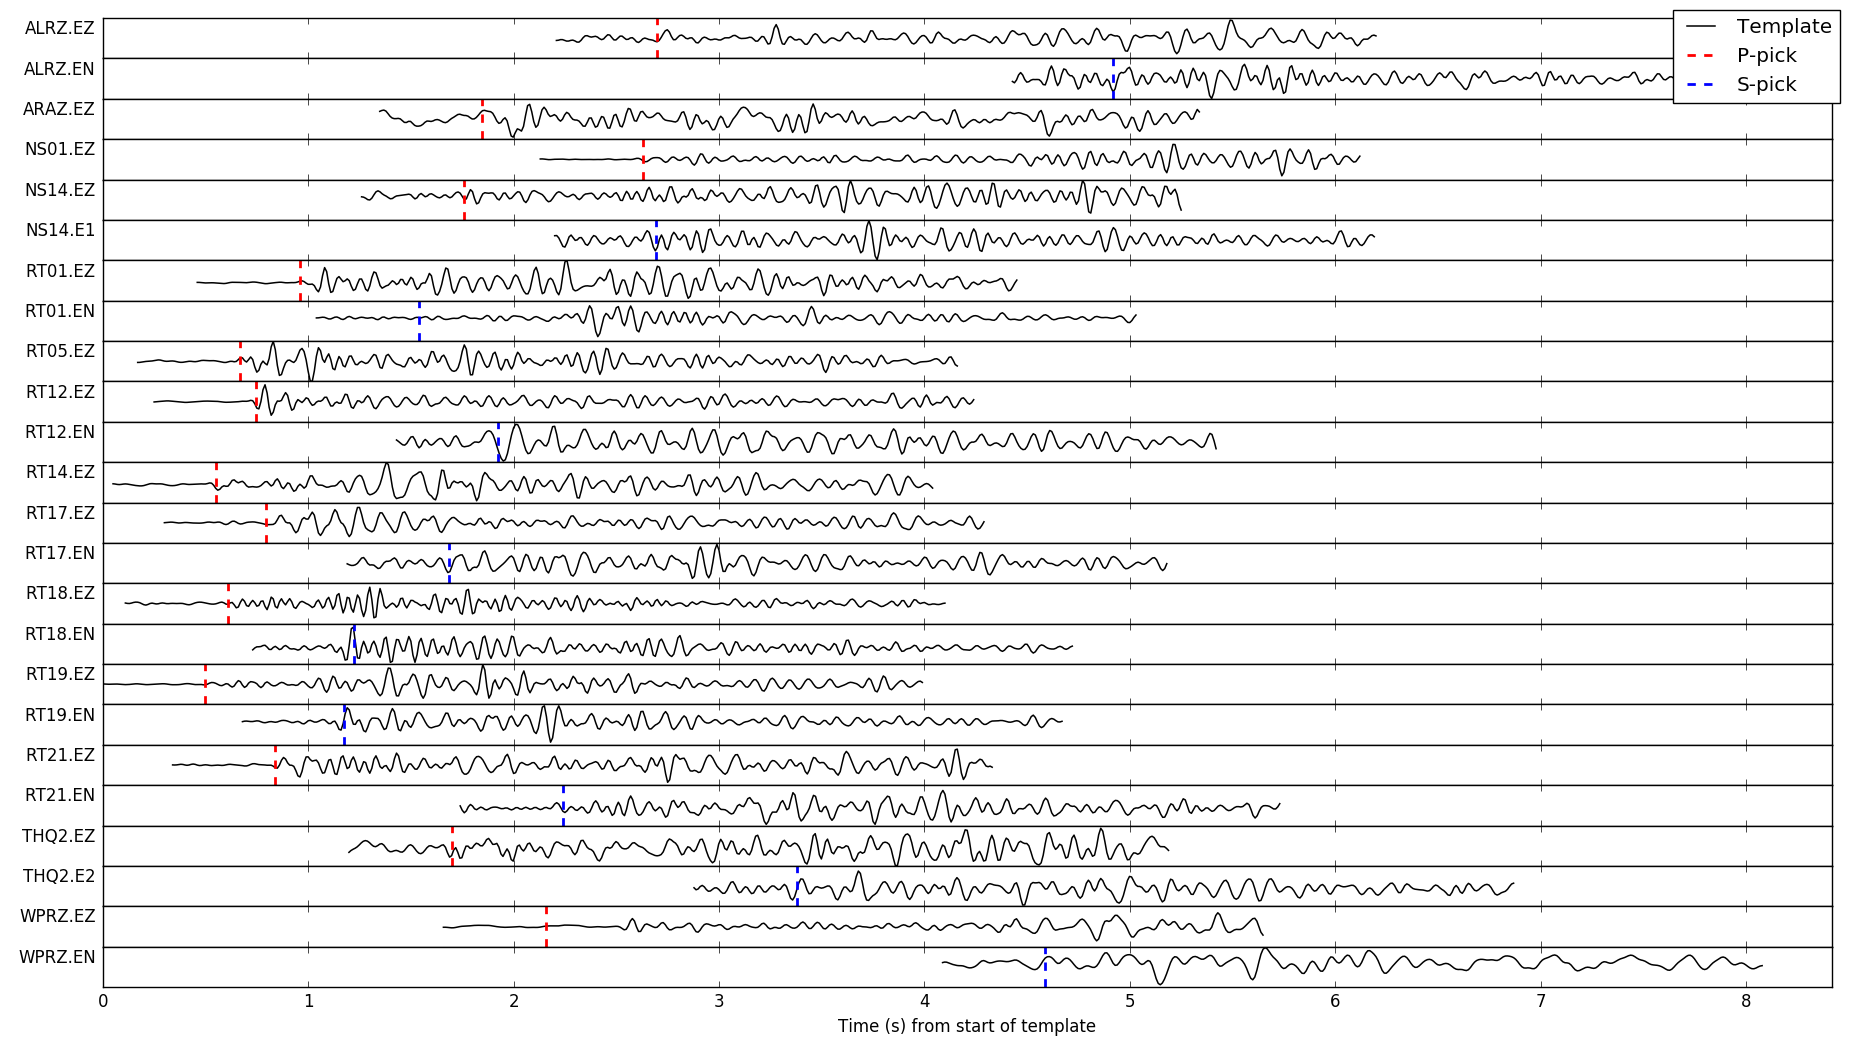 ALRZ.EZ
Template
P-pick
S-pick
ALRZ.EN
ARAZ.EZ
NS01.EZ
NS14.EZ
NS14.E1
RT01.EZ
RT01.EN
RT05.EZ
RT12.EZ
RT12.EN
RT14.EZ
RT17.EZ
RT17.EN
RT18.EZ
RT18.EN
RT19.EZ
RT19.EN
RT21.EZ
RT21.EN
THQ2.EZ
THQ2.E2
WPRZ.EZ
WPRZ.EN
0 1 2 3 4 5 6 7 8
Time (s) from start of template